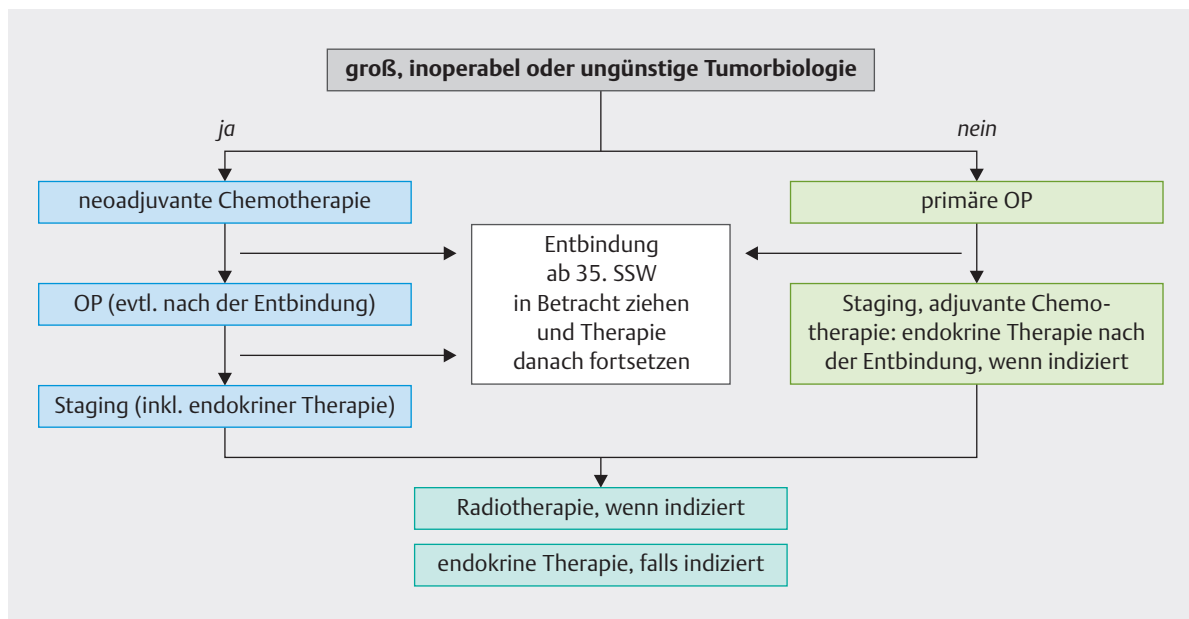 groß, inoperabel oder ungünstige Tumorbiologie
ja
nein
neoadjuvante Chemotherapie
primäre OP
Entbindung
ab 35. SSW
in Betracht ziehen
und Therapie
danach fortsetzen
OP (evtl. nach der Entbindung)
Staging, adjuvante Chemo-
therapie: endokrine Therapie nach
der Entbindung, wenn indiziert
Staging (inkl. endokriner Therapie)
Radiotherapie, wenn indiziert
endokrine Therapie, falls indiziert